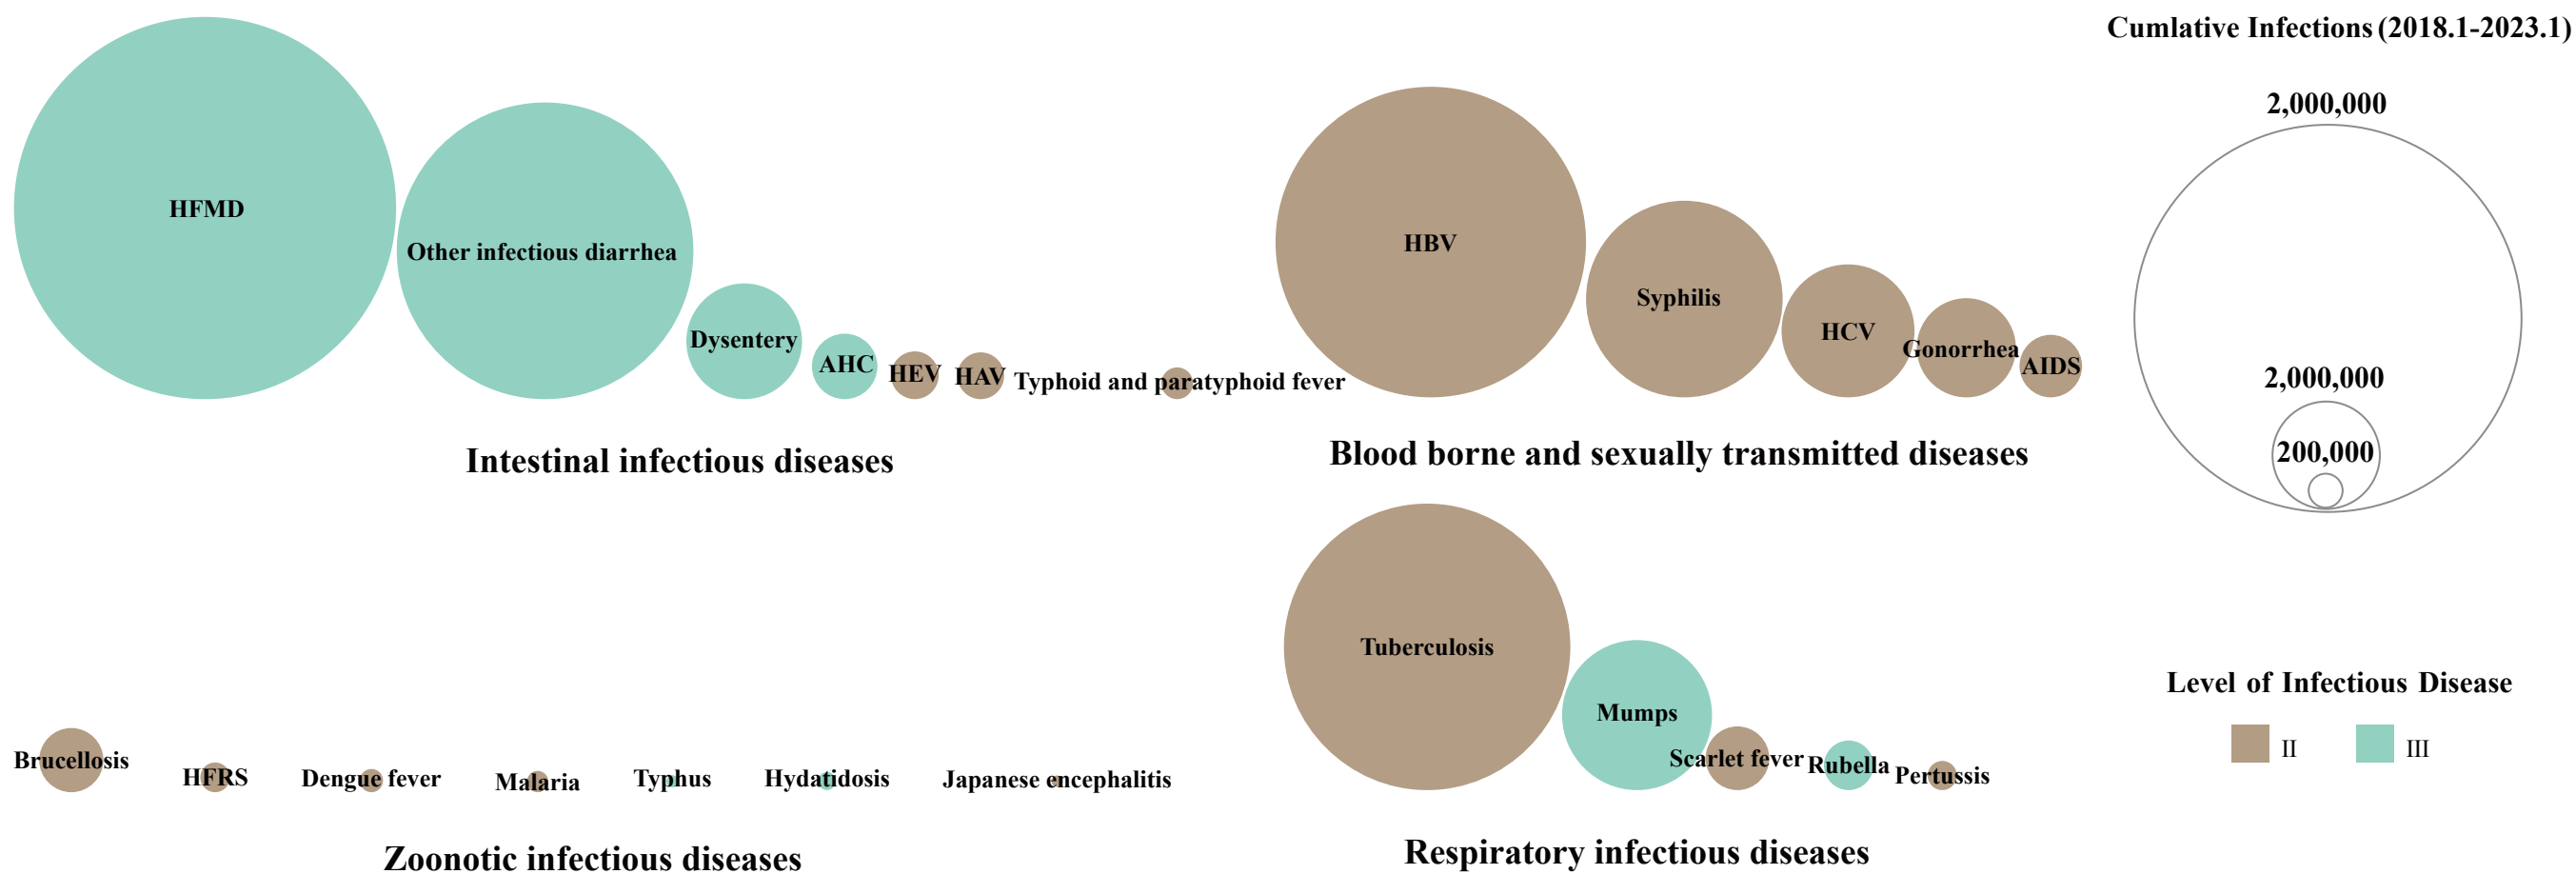 HFMD
Other infectious diarrhea
Dysentery
AHC
HEV
HAV
Typhoid and paratyphoid fever
Intestinal infectious diseases
HBV
Syphilis
HCV
Gonorrhea
AIDS
Blood borne and sexually transmitted diseases
Cumlative Infections (2018.1-2023.1)
2,000,000
2,000,000
200,000
Brucellosis
HFRS
Dengue fever
Malaria
Typhus
Hydatidosis
Japanese encephalitis
Zoonotic infectious diseases
Tuberculosis
Mumps
Scarlet fever
Rubella
Pertussis
Respiratory infectious diseases
Level of Infectious Disease
II
III